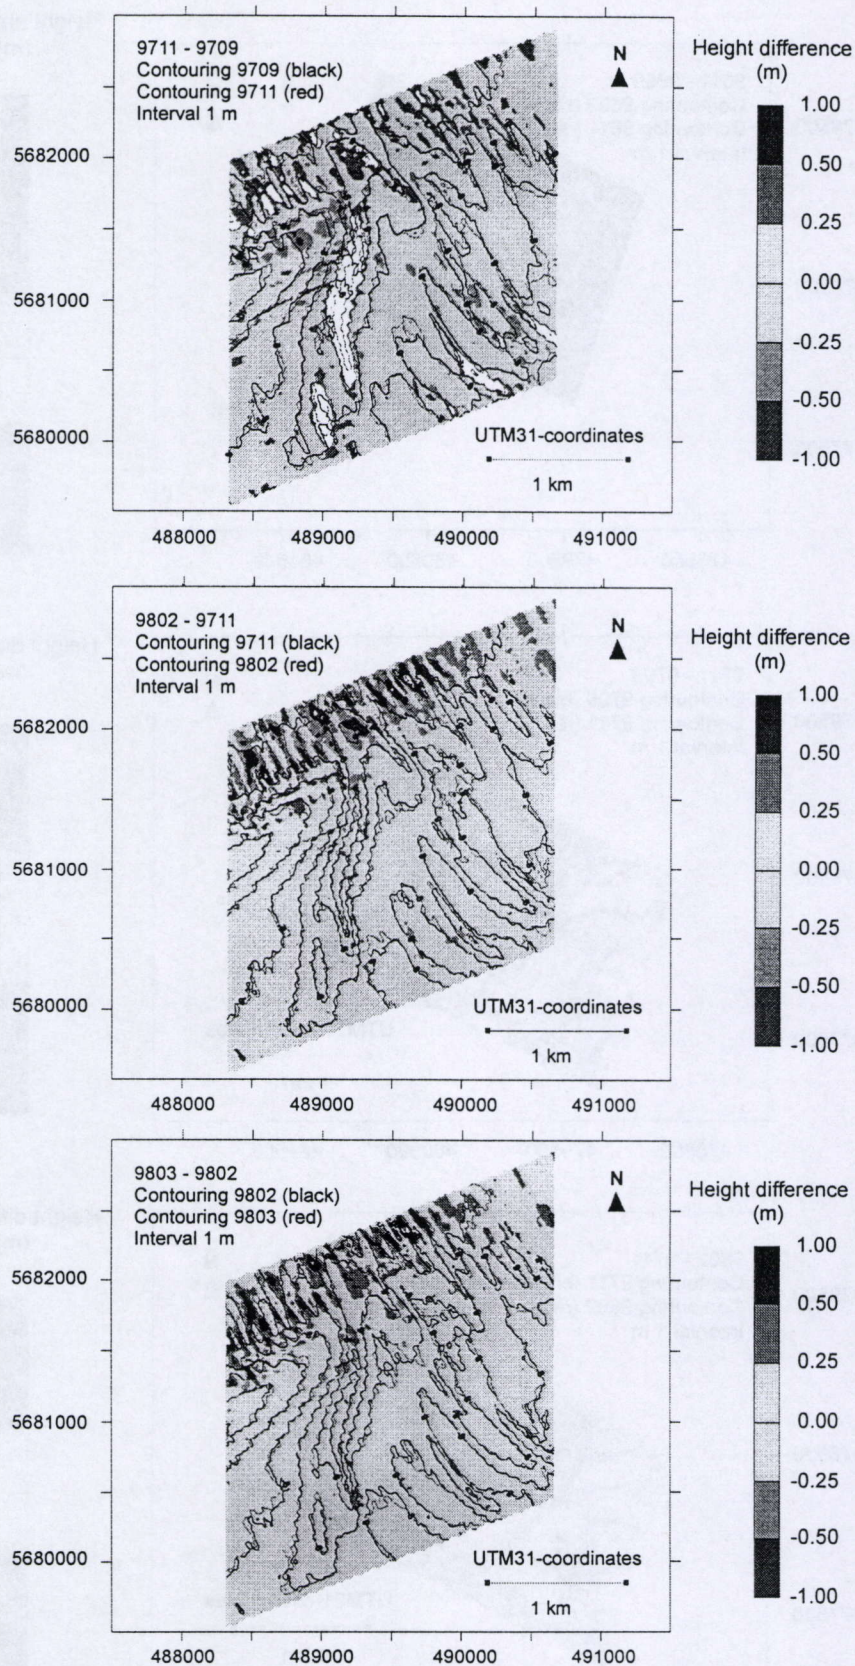 9711 - 9709
Contouring 9709 (black)
Contouring 9711 (red)
Interval 1 m
N
Height difference
(m)
1.00
0.50
0.25
0.00
-0.25
-0.50
-1.00
5682000
5681000
5680000
UTM31-coordinates
1 km
488000 489000 490000 491000
9802 - 9711
Contouring 9711 (black)
Contouring 9802 (red)
Interval 1 m
N
Height difference
(m)
1.00
0.50
0.25
0.00
-0.25
-0.50
-1.00
5682000
5681000
5680000
UTM31-coordinates
1 km
488000 489000 490000 491000
9803 - 9802
Contouring 9802 (black)
Contouring 9803 (red)
Interval 1 m
N
Height difference
(m)
1.00
0.50
0.25
0.00
-0.25
-0.50
-1.00
5682000
5681000
5680000
UTM31-coordinates
1 km
488000 489000 490000 491000